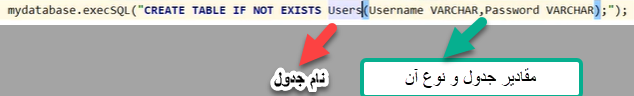 mydatabase.execSQL("CREATE TABLE IF NOT EXISTS Users(Username VARCHAR,Password VARCHAR);");
نام جدول
مقادیر جدول و نوع آن